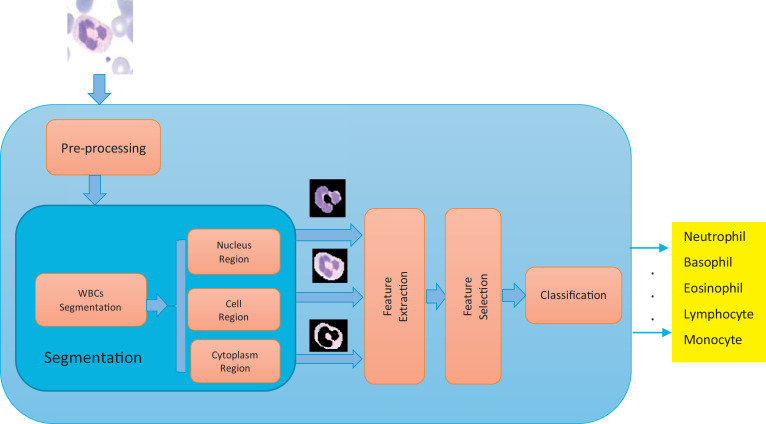 Pre-processing
Nucleus
Region
WBCs
Segmentation
Cell
Region
Cytoplasm
Region
Segmentation
Feature
Extraction
Feature
Selection
Classification
Neutrophil
Basophil
Eosinophil
Lymphocyte
Monocyte